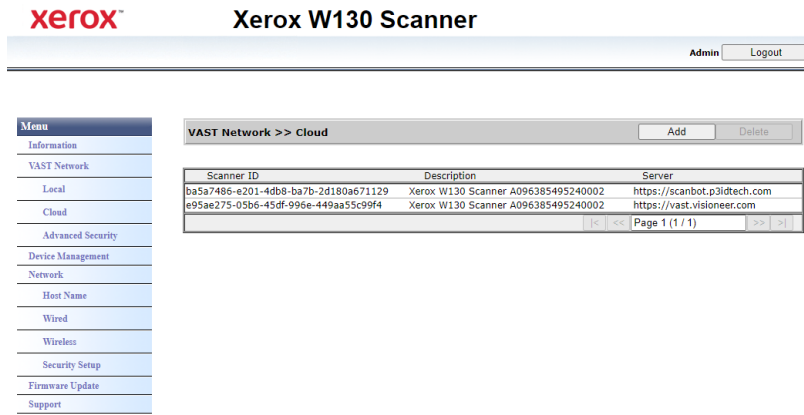 xerox™
Xerox W130 Scanner
Admin Logout
Menu
Information
VAST Network
Local
Cloud
Advanced Security
Device Management
Network
Host Name
Wired
Wireless
Security Setup
Firmware Update
Support
VAST Network >> Cloud Add Delete
Scanner ID Description Server
ba5a7486-e201-4db8-ba7b-2d180a671129 Xerox W130 Scanner A096385495240002 https://scanbot.p3idtech.com
e95ae275-05b6-45df-996e-449aa55c99f4 Xerox W130 Scanner A096385495240002 https://vast.visioneer.com
|< << Page 1 (1 / 1) >> >|